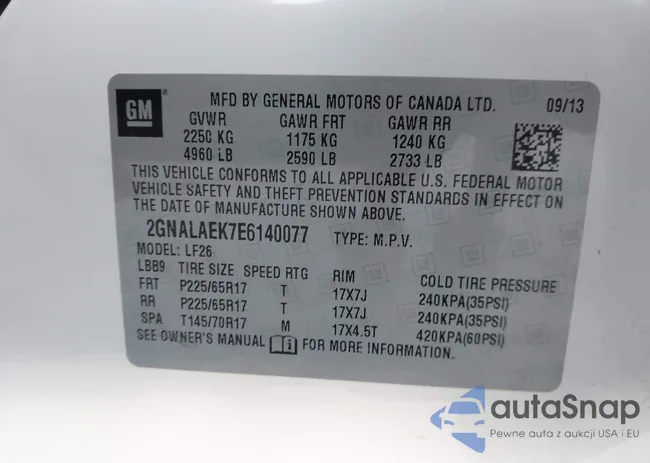 GM
MFD BY GENERAL MOTORS OF CANADA LTD. 09/13
GVWR GAWR FRT GAWR RR
2250 KG 1175 KG 1240 KG
4960 LB 2590 LB 2733 LB
THIS VEHICLE CONFORMS TO ALL APPLICABLE U.S. FEDERAL MOTOR
VEHICLE SAFETY AND THEFT PREVENTION STANDARDS IN EFFECT ON
THE DATE OF MANUFACTURE SHOWN ABOVE.
2GNALAEK7E6140077 TYPE: M.P.V.
MODEL: LF26
LBB9 TIRE SIZE SPEED RTG RIM COLD TIRE PRESSURE
FRT P225/65R17 T 17X7J 240KPA(35PSI)
RR P225/65R17 T 17X7J 240KPA(35PSI)
SPA T145/70R17 M 17X4.5T 420KPA(60PSI)
SEE OWNER'S MANUAL FOR MORE INFORMATION.
autaSnap
Pewne auta z aukcji USA i EU